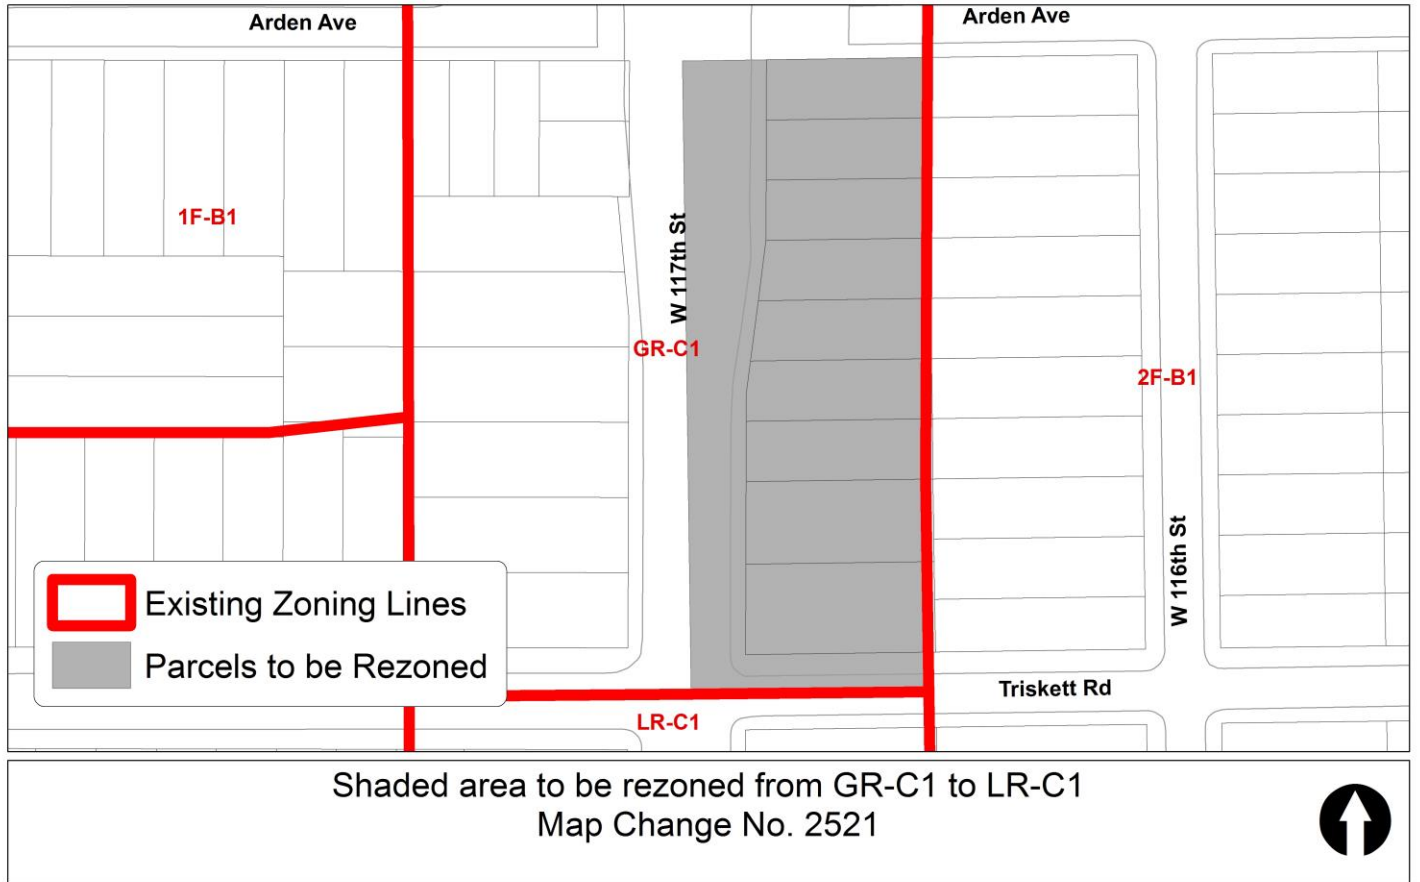 Arden Ave
Arden Ave
1F-B1
W 117th St
GR-C1
2F-B1
W 116th St
Existing Zoning Lines
Parcels to be Rezoned
Triskett Rd
LR-C1
Shaded area to be rezoned from GR-C1 to LR-C1
Map Change No. 2521